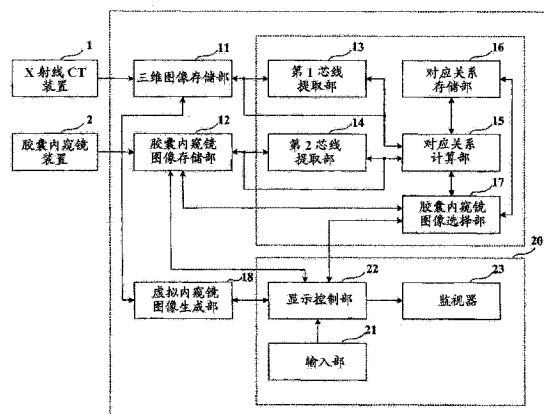 1
X 射线 CT
装置
11
三维图像存储部
13
第 1 芯线
提取部
16
对应关系
存储部
2
胶囊内窥镜
装置
12
胶囊内窥镜
图像存储部
14
第 2 芯线
提取部
15
对应关系
计算部
17
胶囊内窥镜
图像选择部
20
18
虚拟内窥镜
图像生成部
22
显示控制部
23
监视器
21
输入部